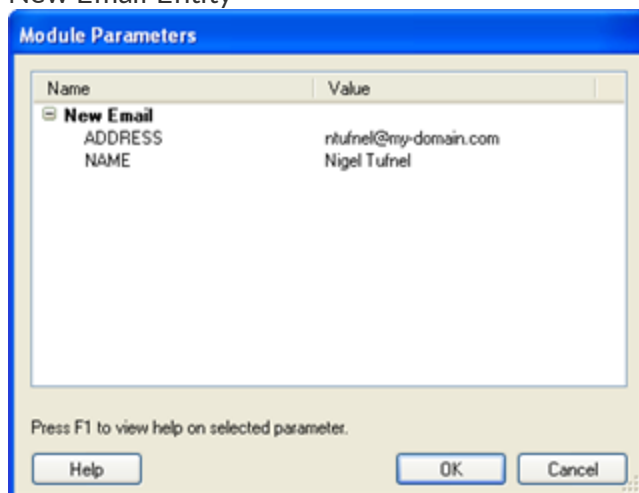 New Email Entity
Module Parameters
Name Value
New Email
ADDRESS ntufnel@my-domain.com
NAME Nigel Tufnel
Press F1 to view help on selected parameter.
Help OK Cancel